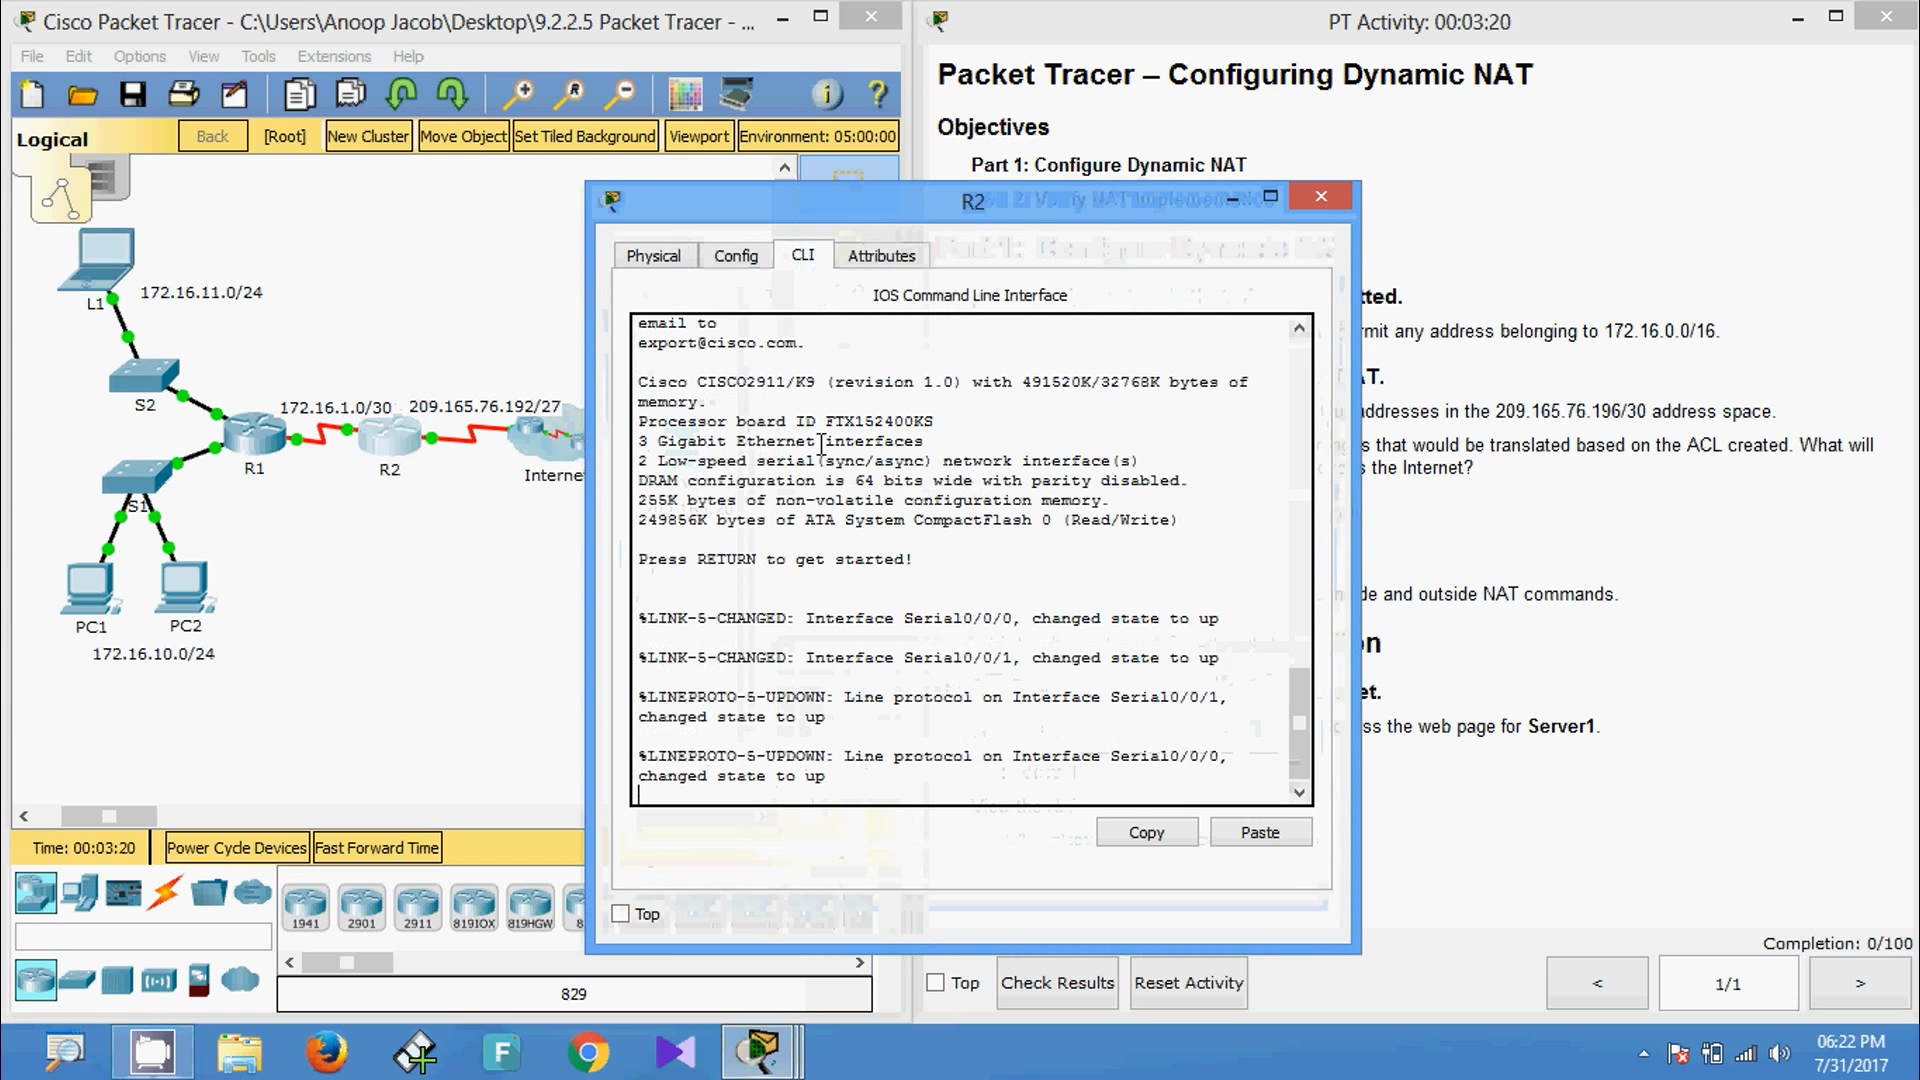 Cisco Packet Tracer - C:\Users\Anoop Jacob\Desktop\9.2.2.5 Packet Tracer - ...
File Edit Options View Tools Extensions Help
Logical
Back
[Root]
New Cluster
Move Object
Set Tiled Background
Viewport
Environment: 05:00:00
L1
172.16.11.0/24
S2
172.16.1.0/30
209.165.76.192/27
R1
R2
Internet
S1
PC1
PC2
172.16.10.0/24
Time: 00:03:20
Power Cycle Devices
Fast Forward Time
1941
2901
2911
819IOX
819HGW
829
PT Activity: 00:03:20
Packet Tracer – Configuring Dynamic NAT
Objectives
Part 1: Configure Dynamic NAT
tted.
rmit any address belonging to 172.16.0.0/16.
AT.
addresses in the 209.165.76.196/30 address space.
s that would be translated based on the ACL created. What will
s the Internet?
de and outside NAT commands.
on
et.
ss the web page for Server1.
Completion: 0/100
Top
Check Results
Reset Activity
<
1/1
>
R2
Physical
Config
CLI
Attributes
IOS Command Line Interface
email to
export@cisco.com.
Cisco CISCO2911/K9 (revision 1.0) with 491520K/32768K bytes of
memory.
Processor board ID FTX152400KS
3 Gigabit Ethernet interfaces
2 Low-speed serial(sync/async) network interface(s)
DRAM configuration is 64 bits wide with parity disabled.
255K bytes of non-volatile configuration memory.
249856K bytes of ATA System CompactFlash 0 (Read/Write)
Press RETURN to get started!
%LINK-5-CHANGED: Interface Serial0/0/0, changed state to up
%LINK-5-CHANGED: Interface Serial0/0/1, changed state to up
%LINEPROTO-5-UPDOWN: Line protocol on Interface Serial0/0/1,
changed state to up
%LINEPROTO-5-UPDOWN: Line protocol on Interface Serial0/0/0,
changed state to up
Copy
Paste
Top
06:22 PM
7/31/2017